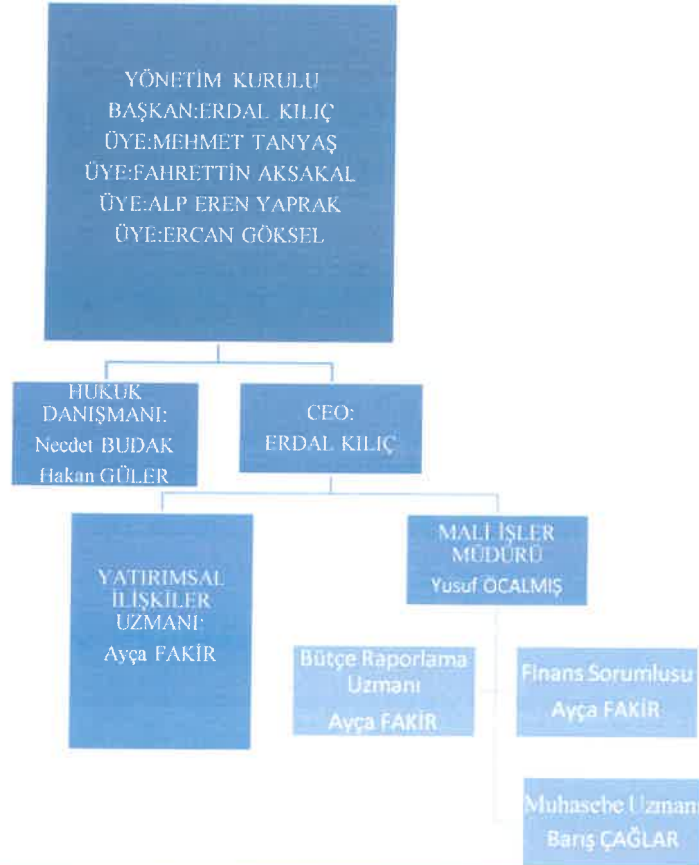 YÖNETİM KURULU
BAŞKAN:ERDAL KILIÇ
ÜYE:MEHMET TANYAŞ
ÜYE:FAHRETTİN AKSAKAL
ÜYE:ALP EREN YAPRAK
ÜYE:ERCAN GÖKSEL
HUKUK
DANIŞMANI:
Necdet BUDAK
Hakan GÜLER
CEO:
ERDAL KILIÇ
YATIRIMSAL
İLİŞKİLER
UZMANI:
Ayça FAKİR
MALİ İŞLER
MÜDÜRÜ
Yusuf ÖCALMIŞ
Bütçe Raporlama
Uzmanı
Ayça FAKİR
Finans Sorumlusu
Ayça FAKİR
Muhasebe Uzmanı
Barış ÇAĞLAR